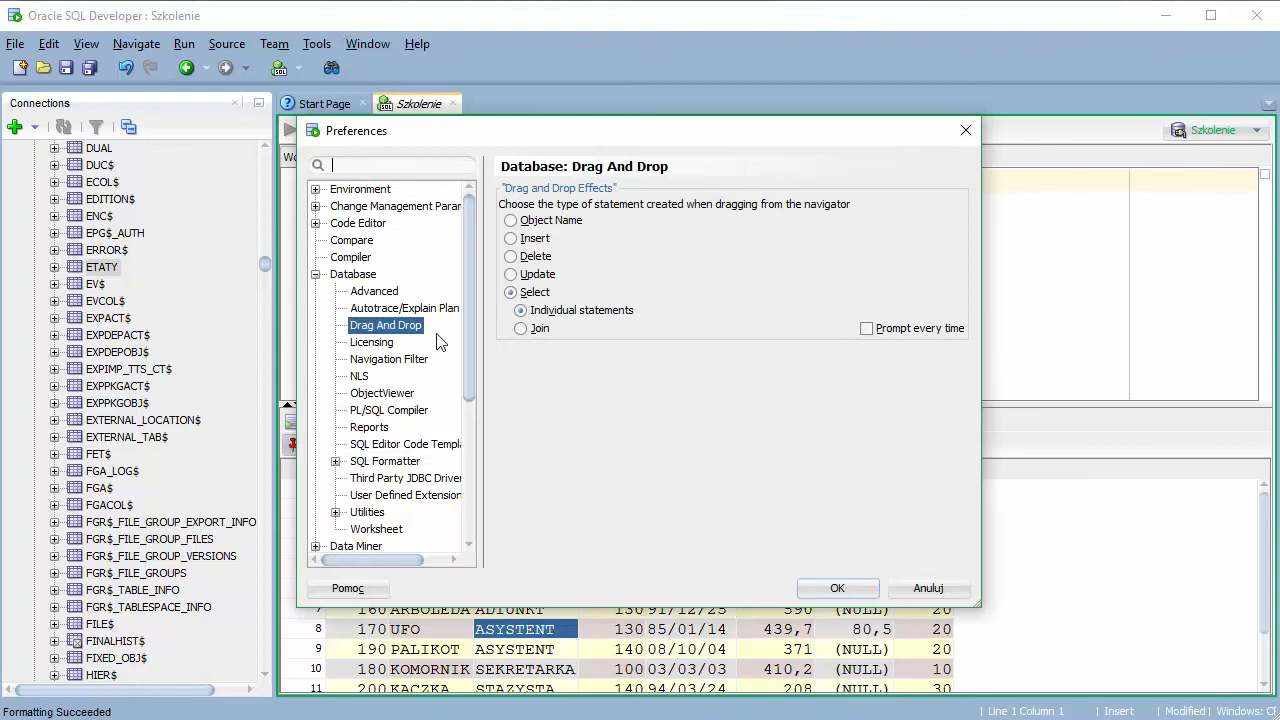 Oracle SQL Developer : Szkolenie
File Edit View Navigate Run Source Team Tools Window Help
Connections
Start Page
Szkolenie
Szkolenie
DUAL
DUC$
ECOL$
EDITION$
ENC$
EPG$_AUTH
ERROR$
ETATY
EV$
EVCOL$
EXPACT$
EXPDEPACT$
EXPDEPOBJ$
EXPIMP_TTS_CT$
EXPPKGACT$
EXPPKGOBJ$
EXTERNAL_LOCATION$
EXTERNAL_TAB$
FET$
FGA_LOG$
FGA$
FGACOL$
FGR$_FILE_GROUP_EXPORT_INFO
FGR$_FILE_GROUP_FILES
FGR$_FILE_GROUP_VERSIONS
FGR$_FILE_GROUPS
FGR$_TABLE_INFO
FGR$_TABLESPACE_INFO
FILE$
FINALHIST$
FIXED_OBJ$
HIER$
Wo
Preferences
Environment
Change Management Paran
Code Editor
Compare
Compiler
Database
Advanced
Autotrace/Explain Plan
Drag And Drop
Licensing
Navigation Filter
NLS
ObjectViewer
PL/SQL Compiler
Reports
SQL Editor Code Templa
SQL Formatter
Third Party JDBC Driver
User Defined Extension
Utilities
Worksheet
Data Miner
Database: Drag And Drop
"Drag and Drop Effects"
Choose the type of statement created when dragging from the navigator
Object Name
Insert
Delete
Update
Select
Individual statements
Join
Prompt every time
Pomoc
OK
Anuluj
7 160 ARBOLEDA ADIUNKT 130 91/12/25 590 (NULL) 20
8 170 UFO ASYSTENT 130 85/01/14 439,7 80,5 20
9 190 PALIKOT ASYSTENT 140 08/10/04 371 (NULL) 20
10 180 KOMORNIK SEKRETARKA 100 03/03/03 410,2 (NULL) 10
11 200 KACZKA STAZYSTA 140 94/03/24 208 (NULL) 30
Formatting Succeeded
Line 1 Column 1
Insert
Modified
Windows: CR